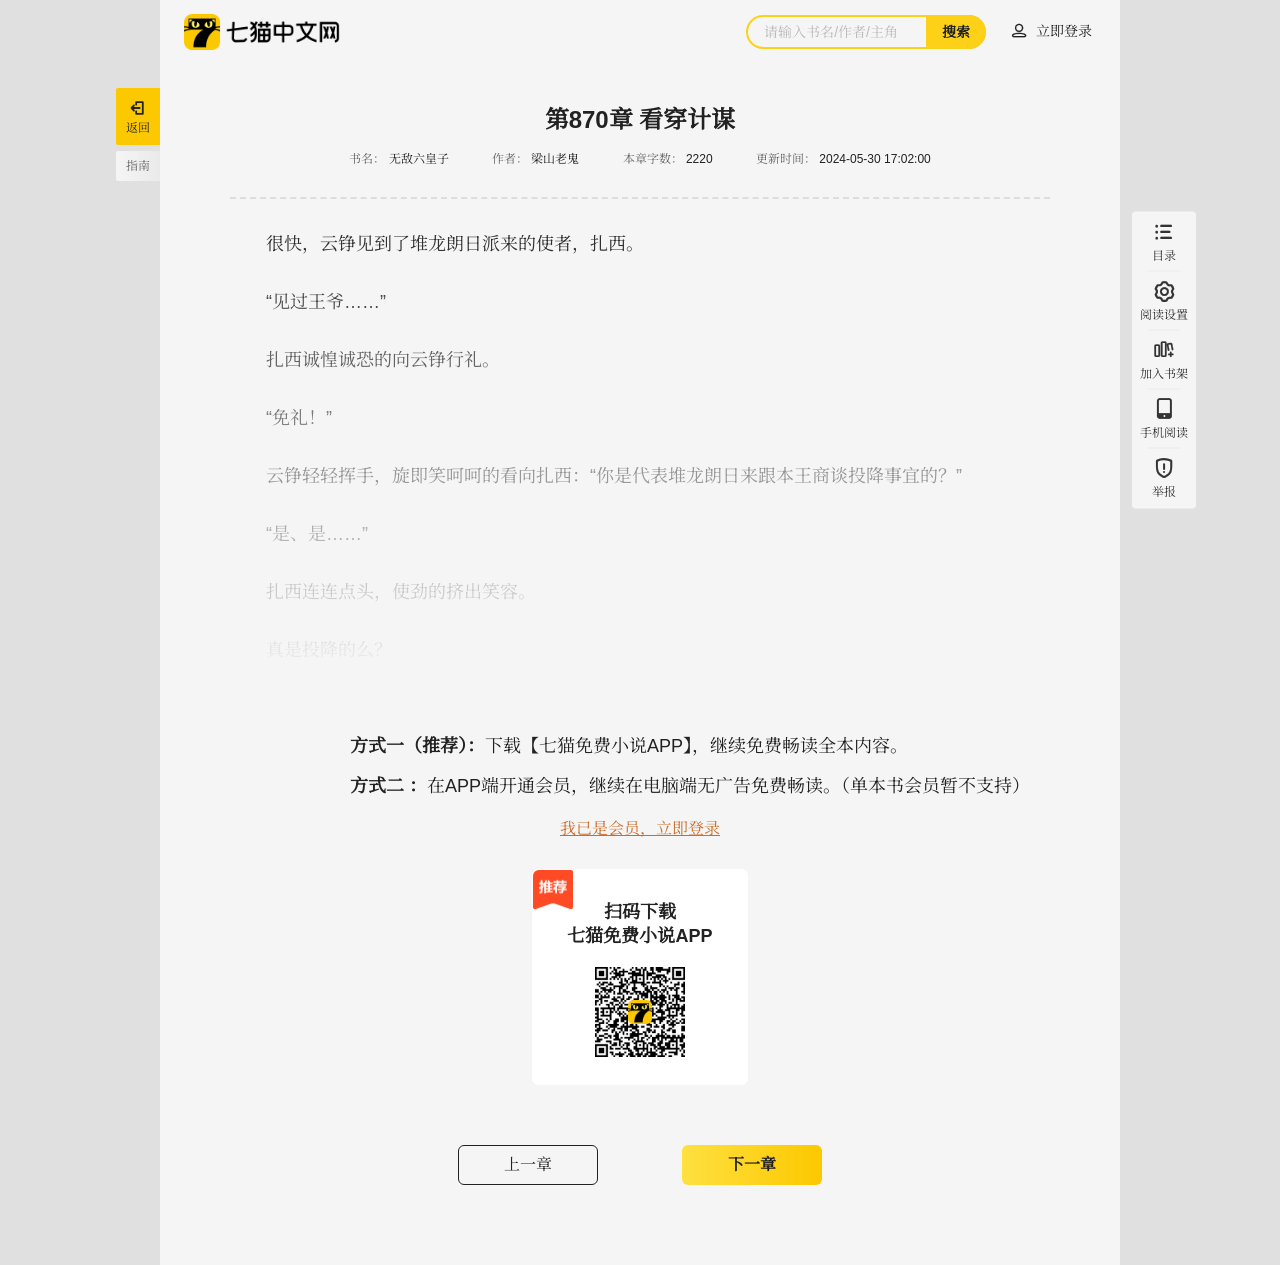 七猫中文网
请输入书名/作者/主角
搜索
立即登录
返回
指南
第870章 看穿计谋
书名： 无敌六皇子 作者： 梁山老鬼 本章字数： 2220 更新时间： 2024-05-30 17:02:00
很快，云铮见到了堆龙朗日派来的使者，扎西。
“见过王爷……”
扎西诚惶诚恐的向云铮行礼。
“免礼！”
云铮轻轻挥手，旋即笑呵呵的看向扎西：“你是代表堆龙朗日来跟本王商谈投降事宜的？”
“是、是……”
扎西连连点头，使劲的挤出笑容。
真是投降的么？
目录
阅读设置
加入书架
手机阅读
举报
方式一（推荐）：下载【七猫免费小说APP】，继续免费畅读全本内容。
方式二 ：在APP端开通会员，继续在电脑端无广告免费畅读。（单本书会员暂不支持）
我已是会员，立即登录
推荐
扫码下载
七猫免费小说APP
上一章
下一章